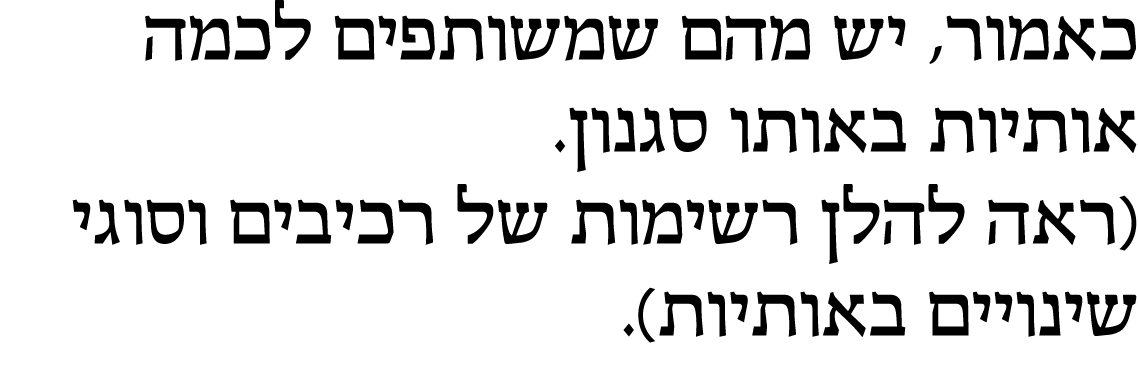 כאמור, יש מהם שמשותפים לכמה
אותיות באותו סגנון.
(ראה להלן רשימות של רכיבים וסוגי
שינויים באותיות).